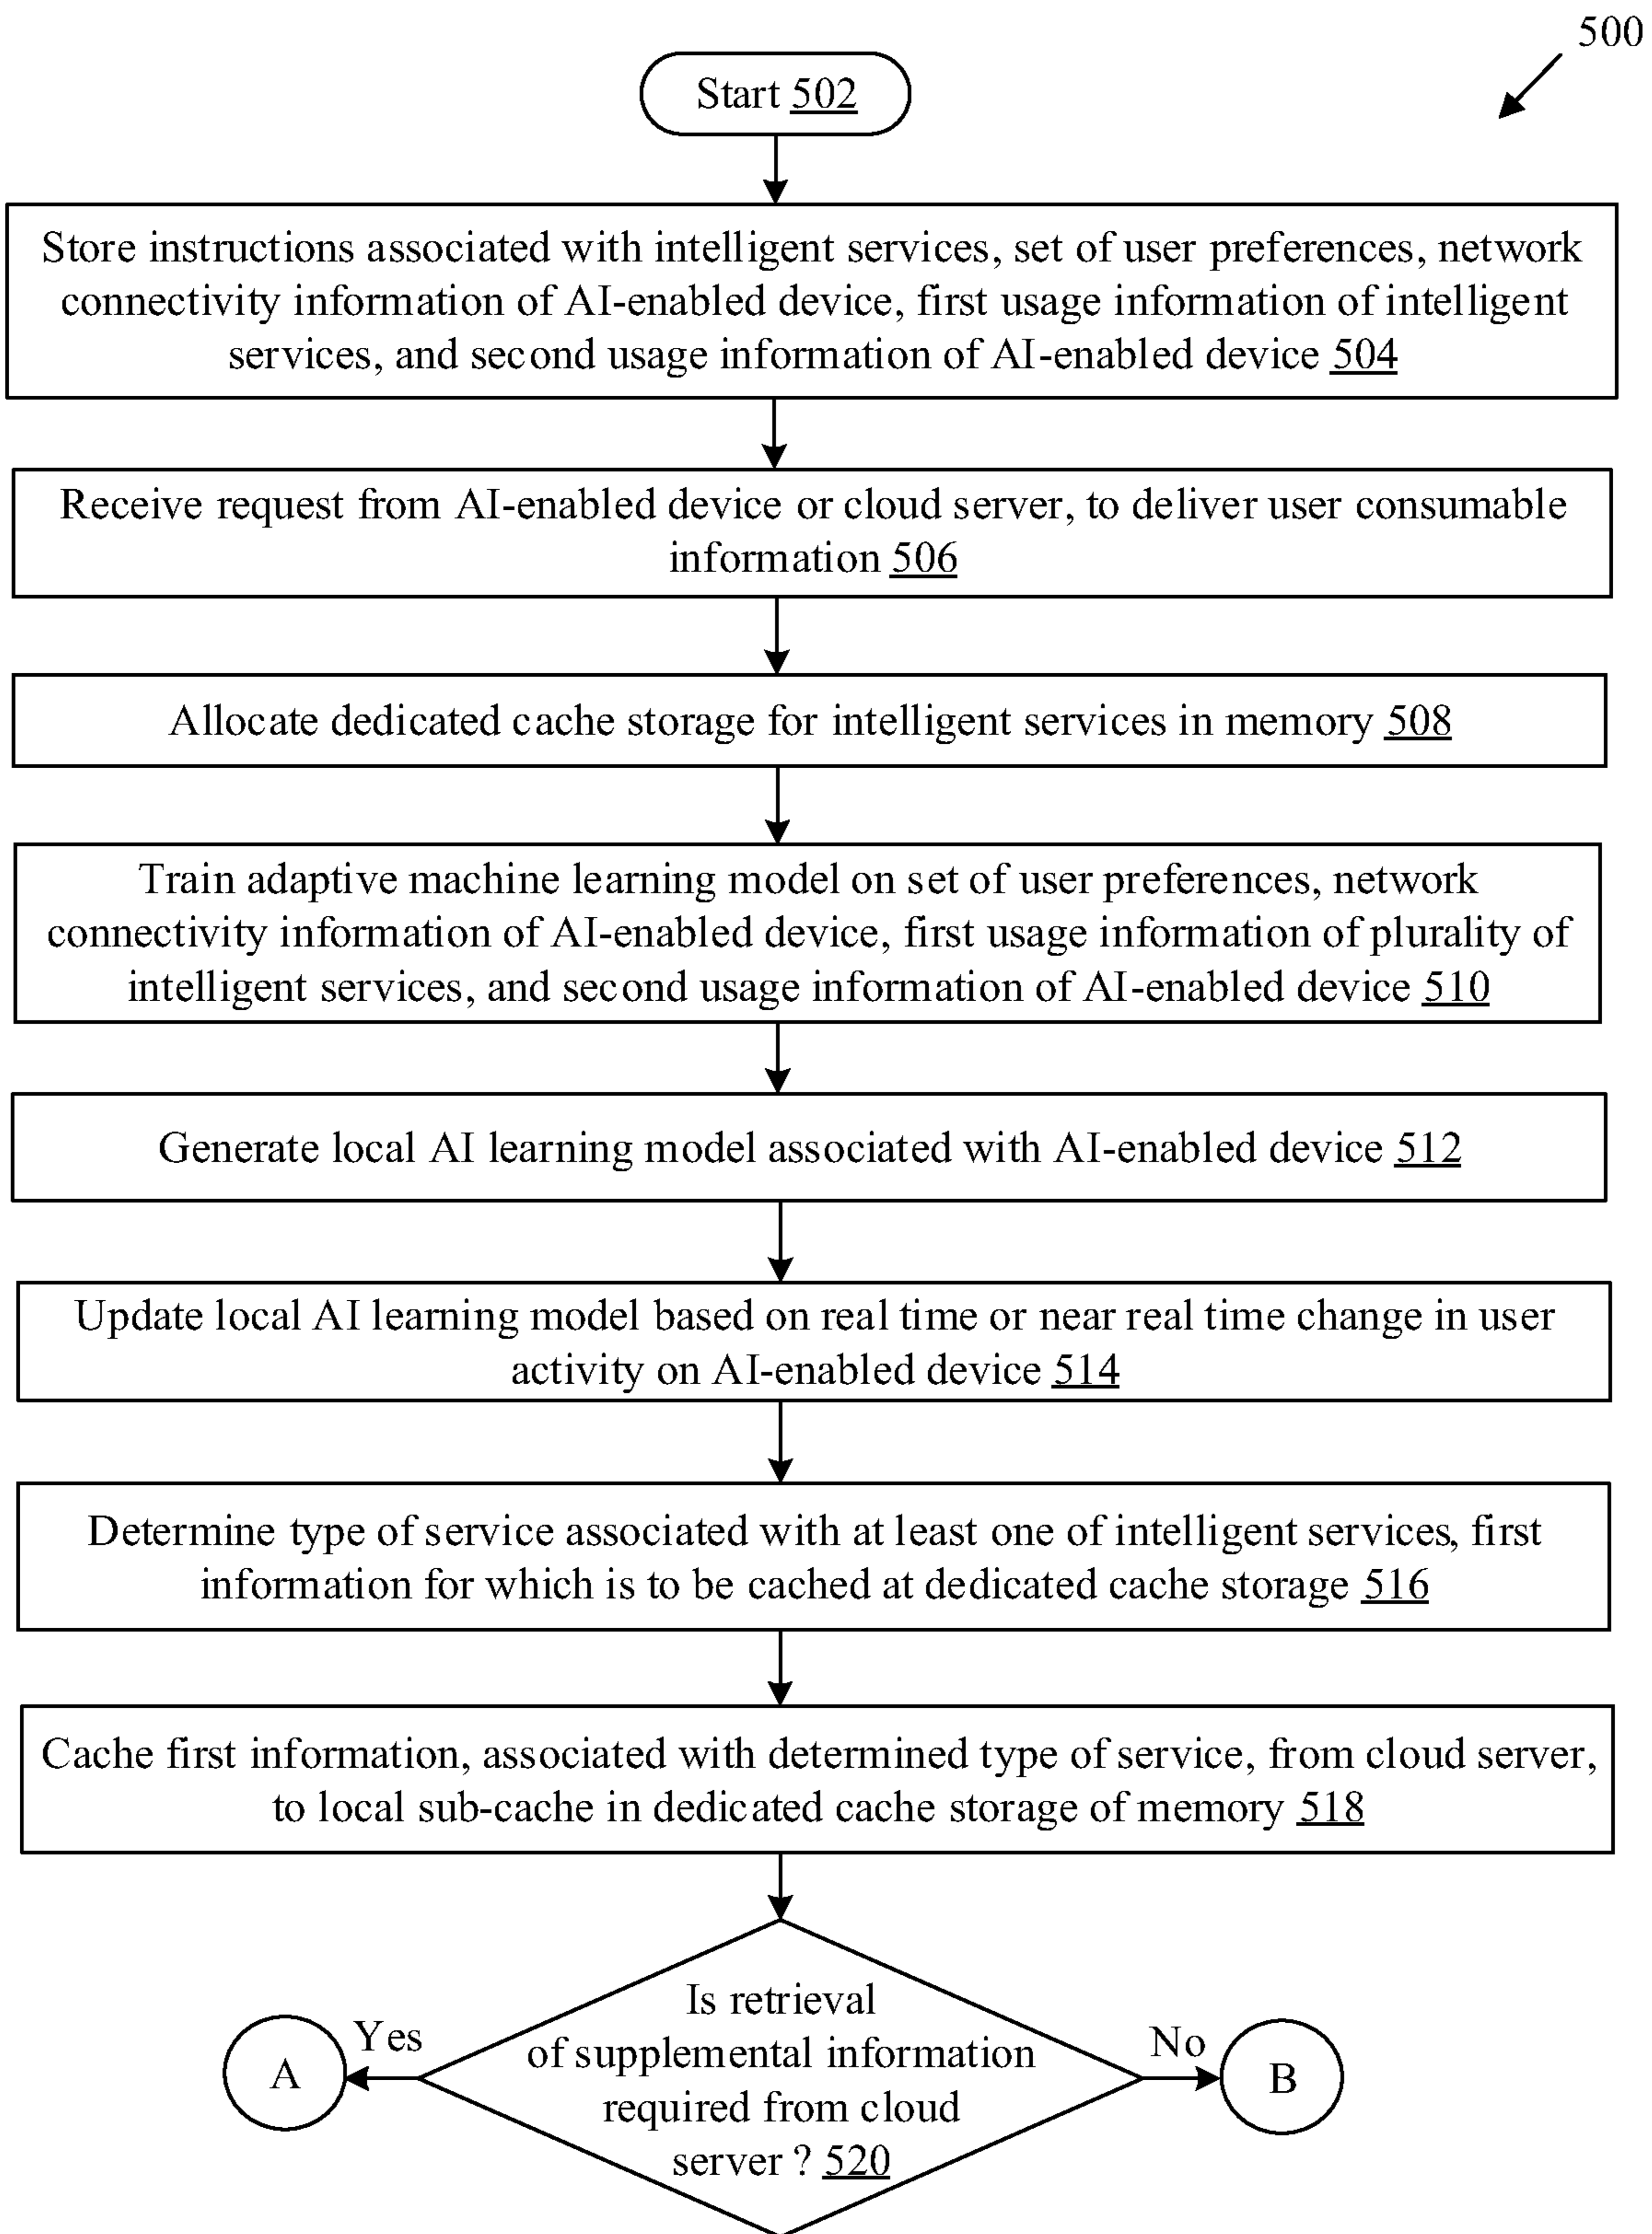 500
Start 502
Store instructions associated with intelligent services, set of user preferences, network
connectivity information of AI-enabled device, first usage information of intelligent
services, and second usage information of AI-enabled device 504
Receive request from AI-enabled device or cloud server, to deliver user consumable
information 506
Allocate dedicated cache storage for intelligent services in memory 508
Train adaptive machine learning model on set of user preferences, network
connectivity information of AI-enabled device, first usage information of plurality of
intelligent services, and second usage information of AI-enabled device 510
Generate local AI learning model associated with AI-enabled device 512
Update local AI learning model based on real time or near real time change in user
activity on AI-enabled device 514
Determine type of service associated with at least one of intelligent services, first
information for which is to be cached at dedicated cache storage 516
Cache first information, associated with determined type of service, from cloud server,
to local sub-cache in dedicated cache storage of memory 518
Is retrieval
of supplemental information
required from cloud
server ? 520
Yes
A
No
B